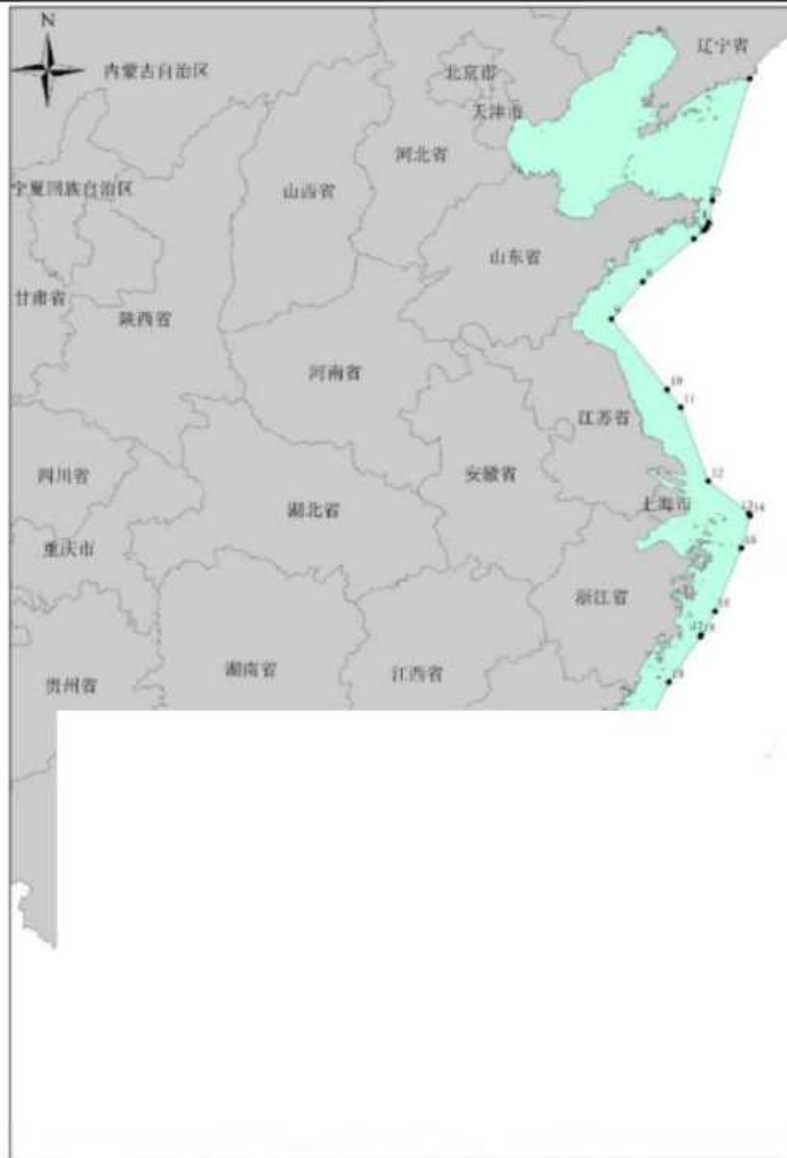 N
辽宁省
内蒙古自治区
北京市
天津市
河北省
宁夏回族自治区
山西省
山东省
甘肃省
陕西省
河南省
10
11
江苏省
四川省
安徽省
12
上海市
湖北省
重庆市
浙江省
湖南省
江西省
贵州省